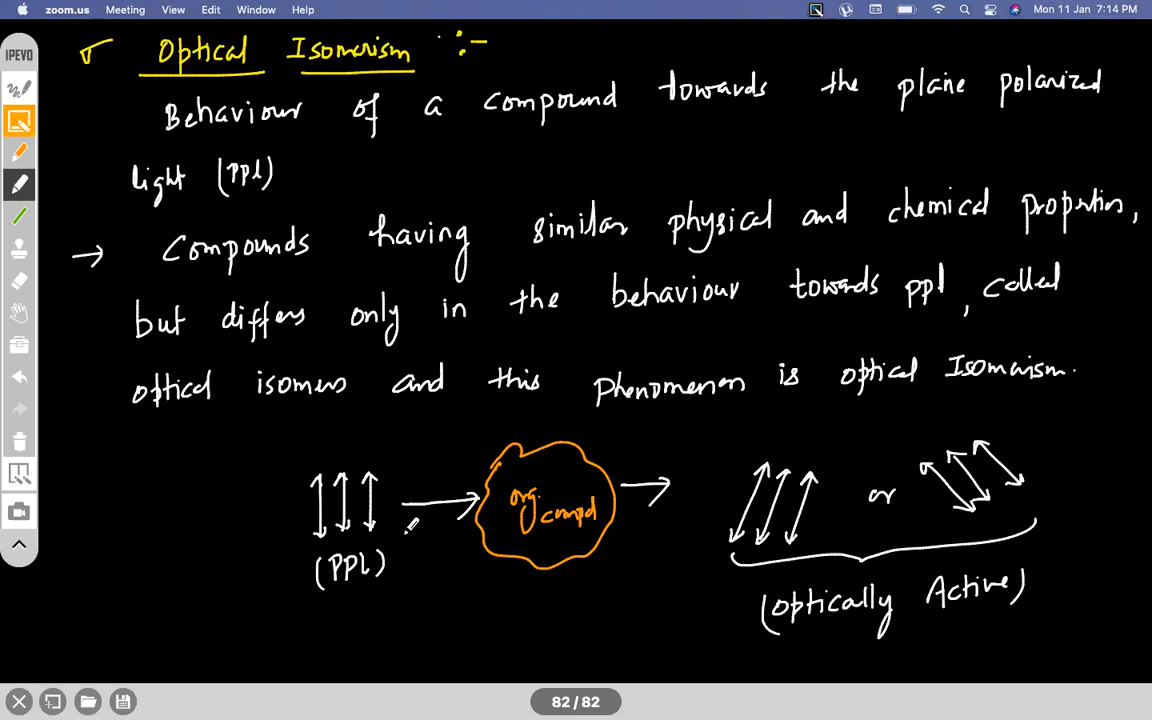 zoom.us Meeting View Edit Window Help Mon 11 Jan 7:14 PM
IPEVO
Optical Isomerism :-
Behaviour of a compound towards the plane polarized
light (PPl)
→ Compounds having similar physical and chemical properties,
but differs only in the behaviour towards ppl, called
optical isomers and this Phenomenon is optical Isomerism.
org. compd
or
(PPL)
(Optically Active)
82 / 82